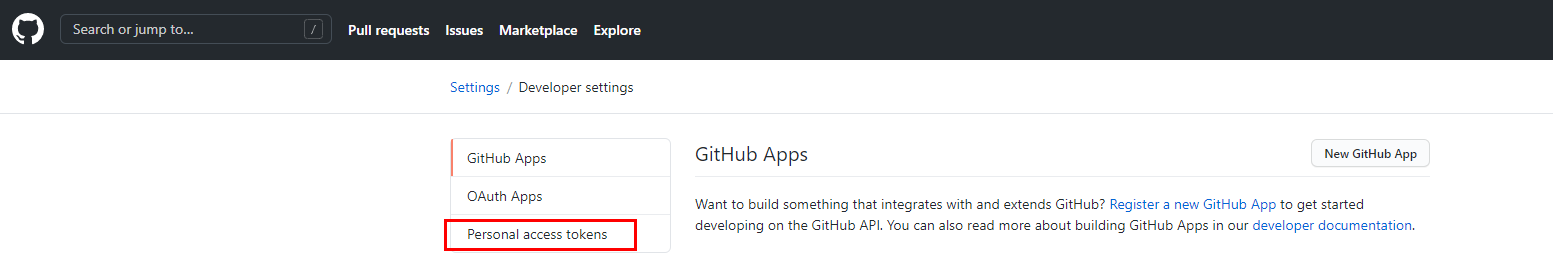 Search or jump to... /
Pull requests Issues Marketplace Explore
Settings / Developer settings
GitHub Apps
OAuth Apps
Personal access tokens
GitHub Apps
New GitHub App
Want to build something that integrates with and extends GitHub? Register a new GitHub App to get started
developing on the GitHub API. You can also read more about building GitHub Apps in our developer documentation.